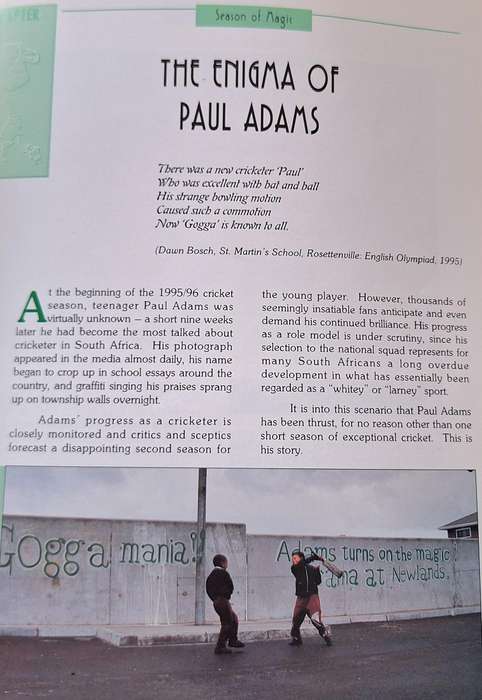 Season of Magic
THE ENIGMA OF
PAUL ADAMS
There was a new cricketer 'Paul'
Who was excellent with bat and ball
His strange bowling motion
Caused such a commotion
Now 'Gogga' is known to all.
(Dawn Bosch, St. Martin's School, Rosettenville: English Olympiad, 1995)
At the beginning of the 1995/96 cricket
season, teenager Paul Adams was
virtually unknown – a short nine weeks
later he had become the most talked about
cricketer in South Africa. His photograph
appeared in the media almost daily, his name
began to crop up in school essays around the
country, and graffiti singing his praises sprang
up on township walls overnight.
Adams' progress as a cricketer is
closely monitored and critics and sceptics
forecast a disappointing second season for
the young player. However, thousands of
seemingly insatiable fans anticipate and even
demand his continued brilliance. His progress
as a role model is under scrutiny, since his
selection to the national squad represents for
many South Africans a long overdue
development in what has essentially been
regarded as a "whitey" or "larney" sport.
It is into this scenario that Paul Adams
has been thrust, for no reason other than one
short season of exceptional cricket. This is
his story.
Gogga mania!!
Adams turns on the magic
at Newlands.